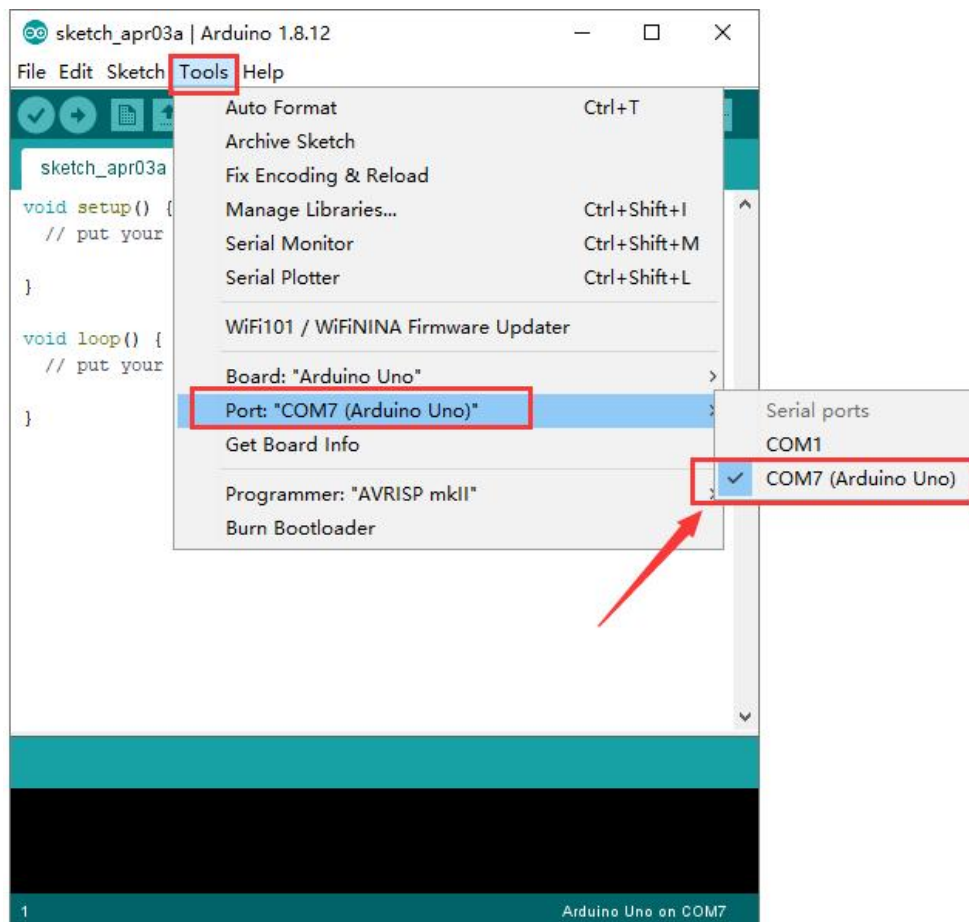 sketch_apr03a | Arduino 1.8.12
File Edit Sketch Tools Help
sketch_apr03a
void setup() {
// put your
}
void loop() {
// put your
}
Auto Format Ctrl+T
Archive Sketch
Fix Encoding & Reload
Manage Libraries... Ctrl+Shift+I
Serial Monitor Ctrl+Shift+M
Serial Plotter Ctrl+Shift+L
WiFi101 / WiFiNINA Firmware Updater
Board: "Arduino Uno"
Port: "COM7 (Arduino Uno)"
Get Board Info
Programmer: "AVRISP mkII"
Burn Bootloader
Serial ports
COM1
COM7 (Arduino Uno)
1 Arduino Uno on COM7